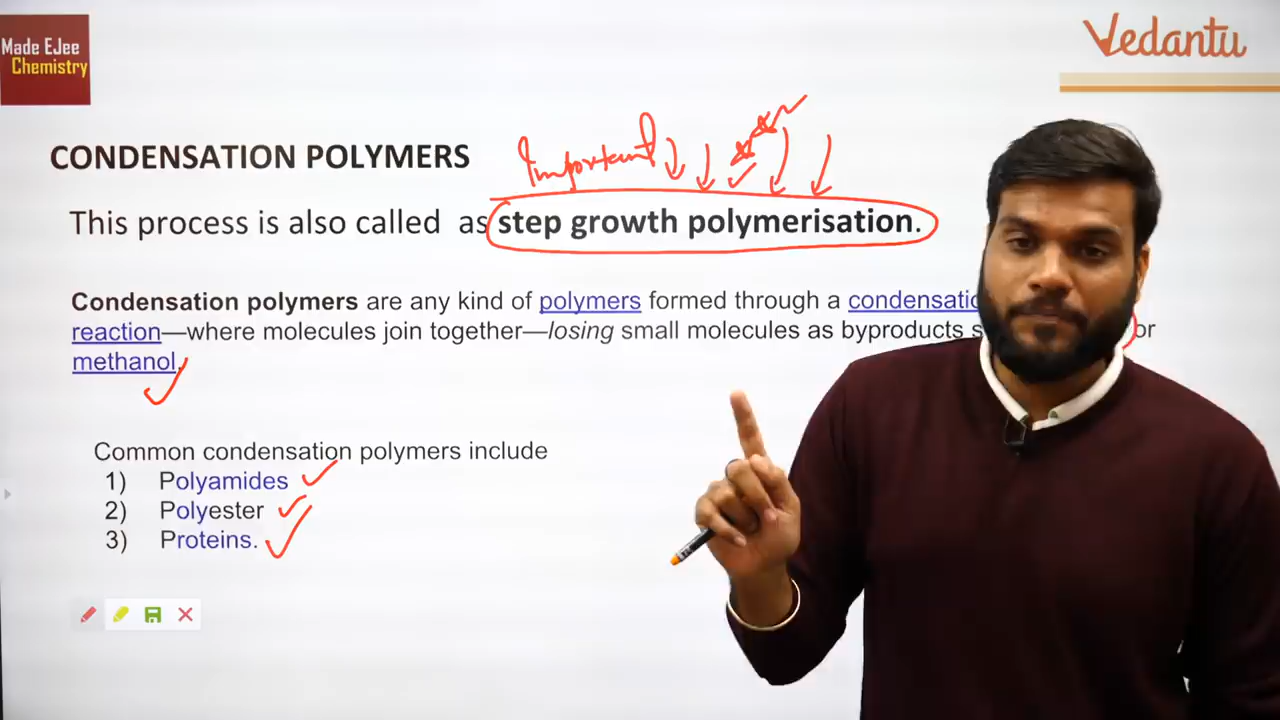 Made EJee
Chemistry
Vedantu
CONDENSATION POLYMERS
Important
This process is also called as step growth polymerisation.
Condensation polymers are any kind of polymers formed through a
reaction—where molecules join together—losing small molecules as byproducts or
methanol.
Common condensation polymers include
1) Polyamides
2) Polyester
3) Proteins.